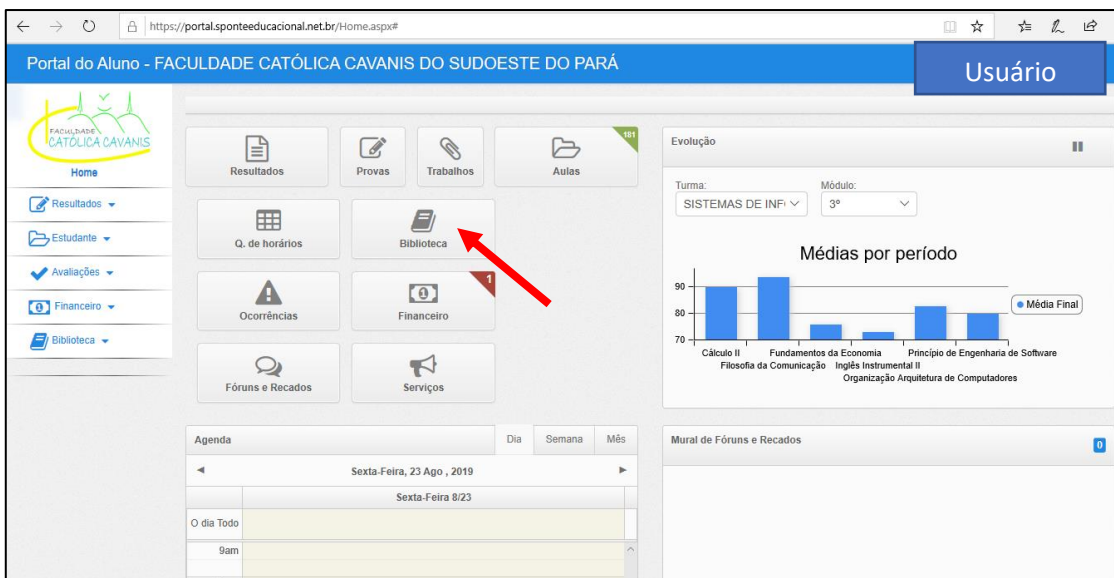 https://portal.sponteeducacional.net.br/Home.aspx#
Portal do Aluno - FACULDADE CATÓLICA CAVANIS DO SUDOESTE DO PARÁ
Usuário
FACULDADE
CATÓLICA CAVANIS
Home
Resultados
Estudante
Avaliações
Financeiro
Biblioteca
Resultados
Provas
Trabalhos
Aulas
181
Q. de horários
Biblioteca
Ocorrências
Financeiro
1
Fóruns e Recados
Serviços
Evolução
Turma:
Módulo:
SISTEMAS DE INF
3º
Médias por período
90
80
70
Média Final
Cálculo II
Fundamentos da Economia
Princípio de Engenharia de Software
Filosofia da Comunicação
Inglês Instrumental II
Organização Arquitetura de Computadores
Agenda
Dia
Semana
Mês
Sexta-Feira, 23 Ago , 2019
Sexta-Feira 8/23
O dia Todo
9am
Mural de Fóruns e Recados
0